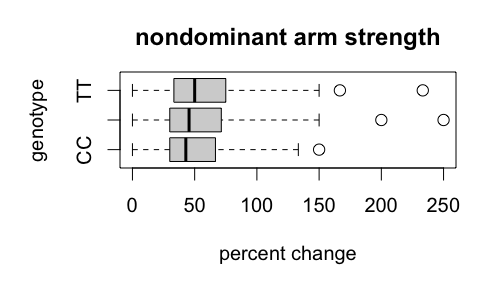 nondominant arm strength
genotype
TT
CC
0 50 100 150 200 250
percent change